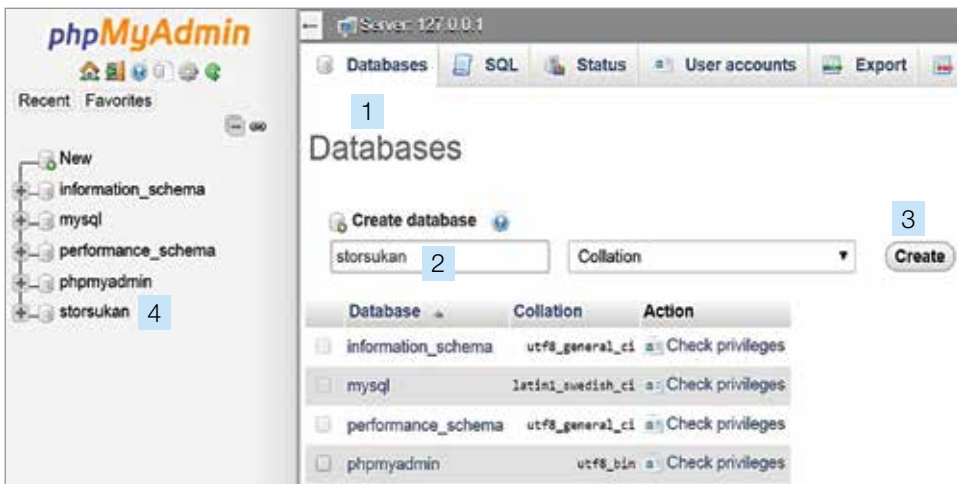 phpMyAdmin
Recent Favorites
New
information_schema
mysql
performance_schema
phpmyadmin
storsukan 4
Server: 127.0.0.1
Databases SQL Status User accounts Export
1
Databases
Create database
3
storsukan 2 Collation Create
Database Collation Action
information_schema utf8_general_ci Check privileges
mysql latin1_swedish_ci Check privileges
performance_schema utf8_general_ci Check privileges
phpmyadmin utf8_bin Check privileges